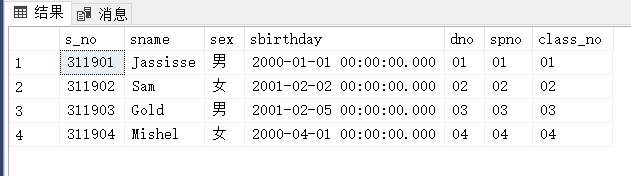 结果 消息
s_no sname sex sbirthday dno spno class_no
1 311901 Jassisse 男 2000-01-01 00:00:00.000 01 01 01
2 311902 Sam 女 2001-02-02 00:00:00.000 02 02 02
3 311903 Gold 男 2001-02-05 00:00:00.000 03 03 03
4 311904 Mishel 女 2000-04-01 00:00:00.000 04 04 04